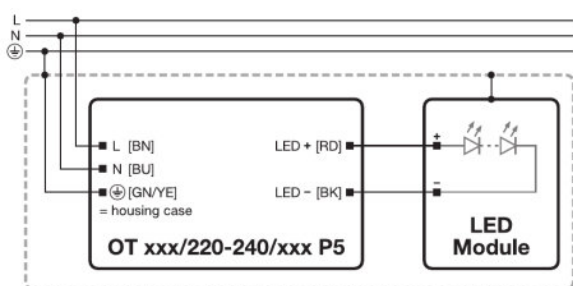 L
N
L [BN]
N [BU]
[GN/YE]
= housing case
LED + [RD]
LED - [BK]
OT xxx/220-240/xxx P5
+
-
LED
Module